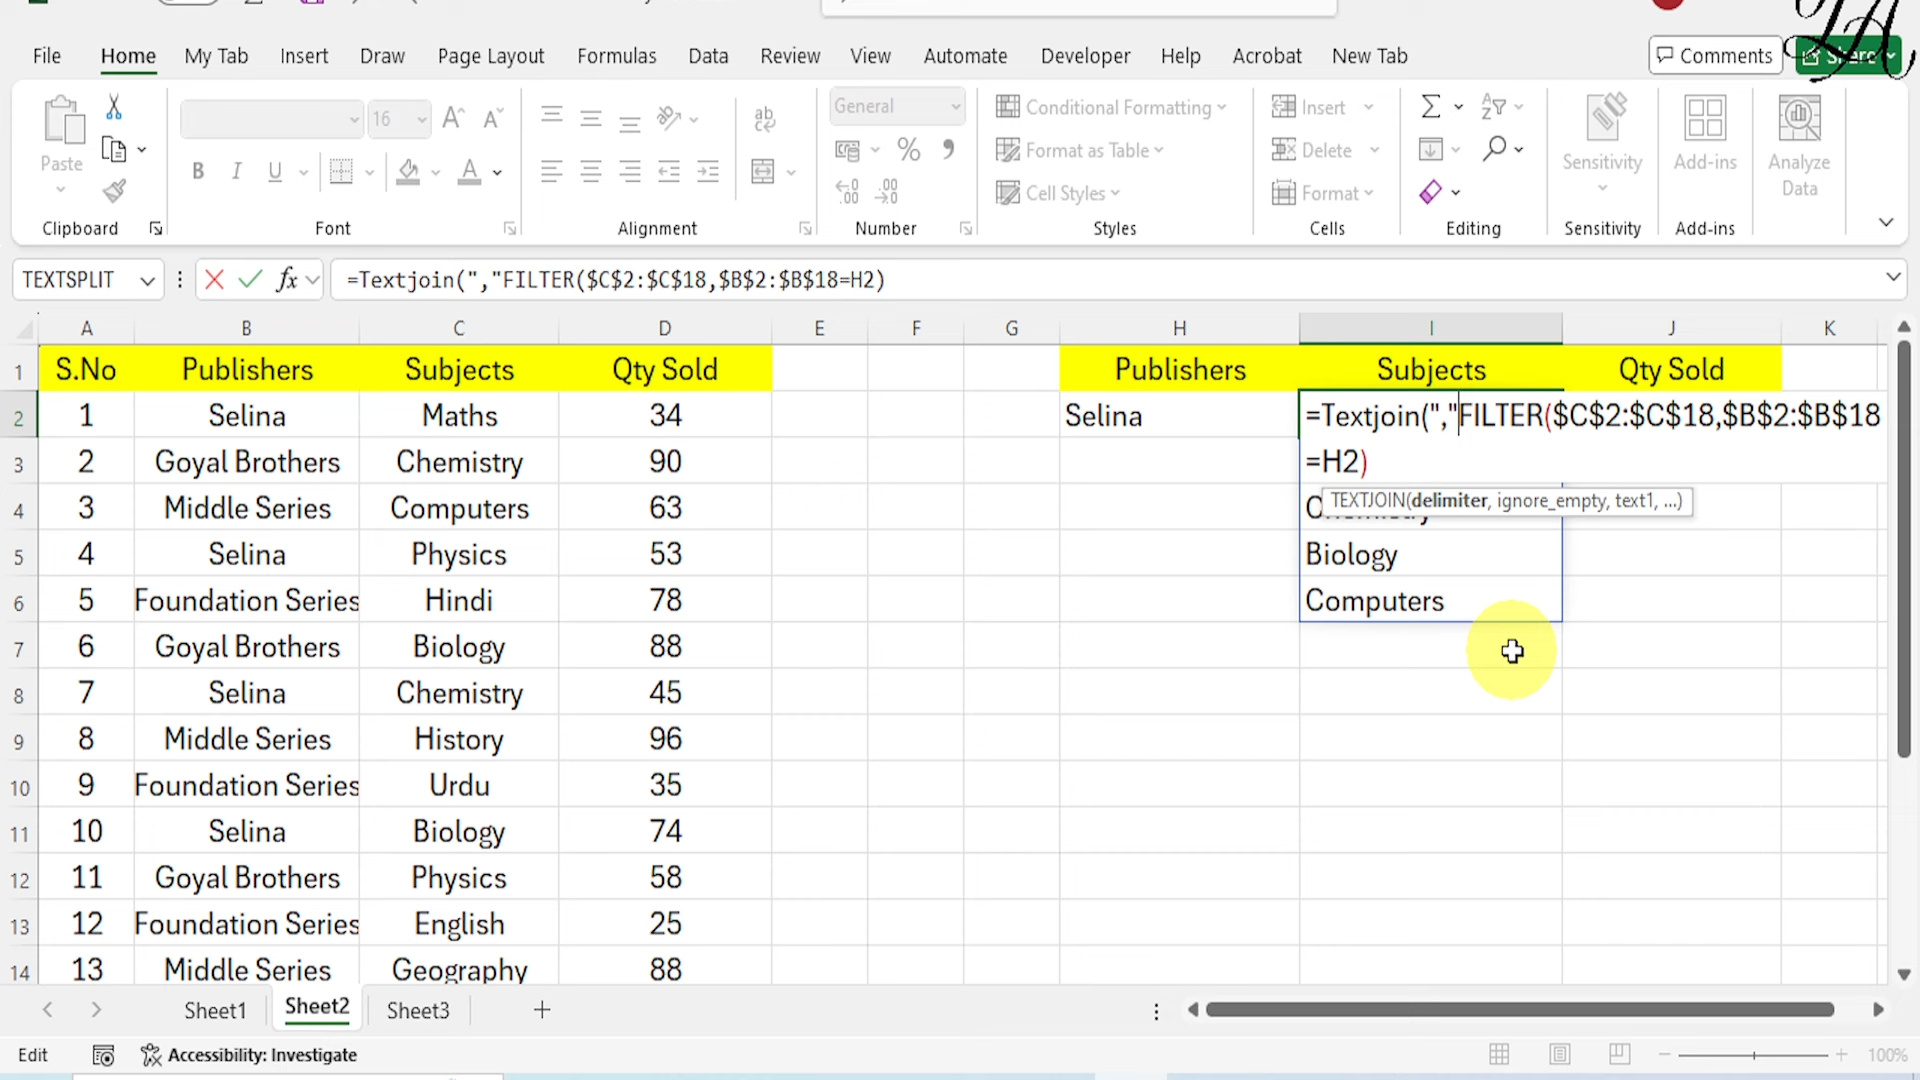 File Home My Tab Insert Draw Page Layout Formulas Data Review View Automate Developer Help Acrobat New Tab Comments Share
Paste
16
B I U
General
Conditional Formatting
Format as Table
Cell Styles
Insert
Delete
Format
Sensitivity
Add-ins
Analyze
Data
Clipboard Font Alignment Number Styles Cells Editing Sensitivity Add-ins
TEXTSPLIT fx =Textjoin(","FILTER($C$2:$C$18,$B$2:$B$18=H2)
A B C D E F G H I J K
1 S.No Publishers Subjects Qty Sold Publishers Subjects Qty Sold
2 1 Selina Maths 34 Selina =Textjoin(","FILTER($C$2:$C$18,$B$2:$B$18
3 2 Goyal Brothers Chemistry 90 =H2)
TEXTJOIN(delimiter, ignore_empty, text1, ...)
4 3 Middle Series Computers 63
5 4 Selina Physics 53 Biology
6 5 Foundation Series Hindi 78 Computers
7 6 Goyal Brothers Biology 88
8 7 Selina Chemistry 45
9 8 Middle Series History 96
10 9 Foundation Series Urdu 35
11 10 Selina Biology 74
12 11 Goyal Brothers Physics 58
13 12 Foundation Series English 25
14 13 Middle Series Geography 88
Sheet1 Sheet2 Sheet3
Edit Accessibility: Investigate 100%